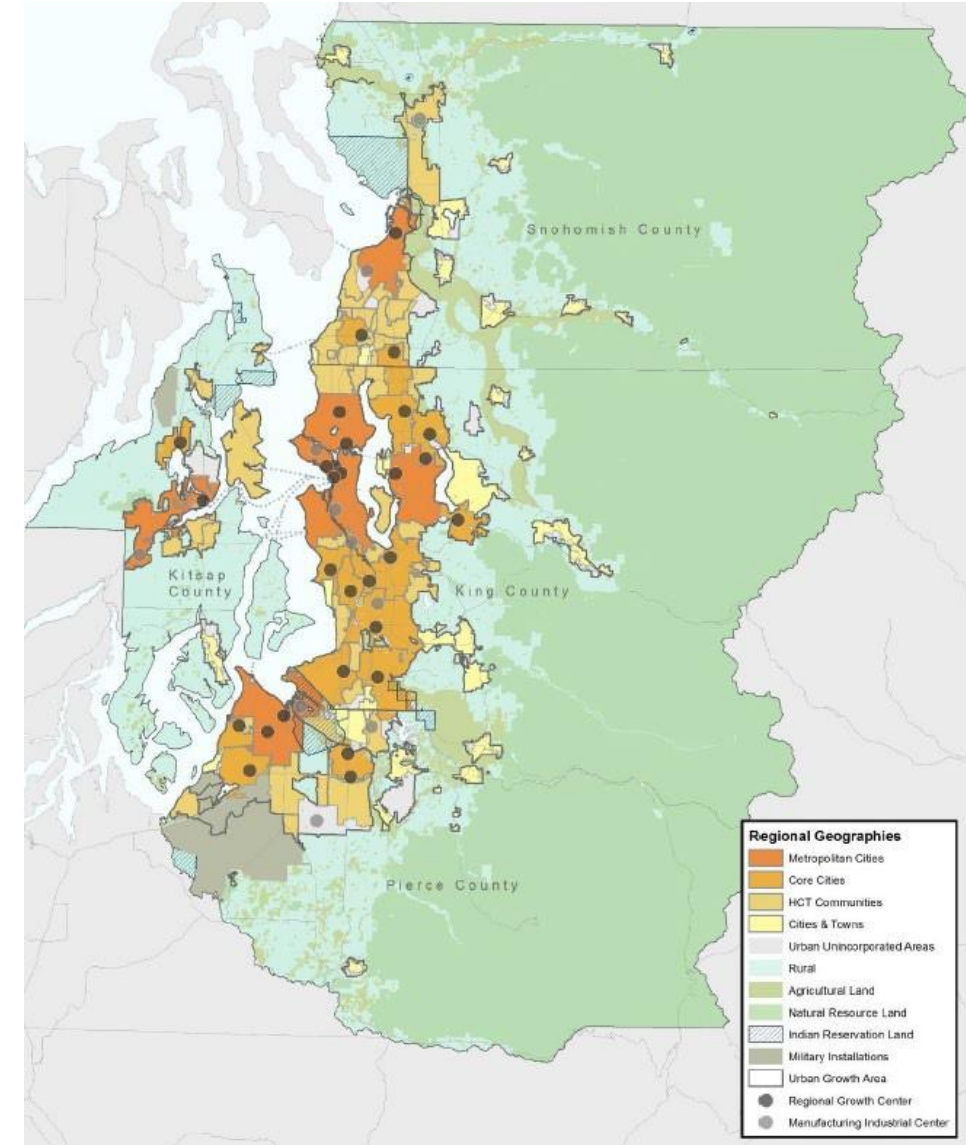 Snohomish County
Kitsap
County
King County
Pierce County
Regional Geographies
Metropolitan Cities
Core Cities
HCT Communities
Cities & Towns
Urban Unincorporated Areas
Rural
Agricultural Land
Natural Resource Land
Indian Reservation Land
Military Installations
Urban Growth Area
Regional Growth Center
Manufacturing Industrial Center